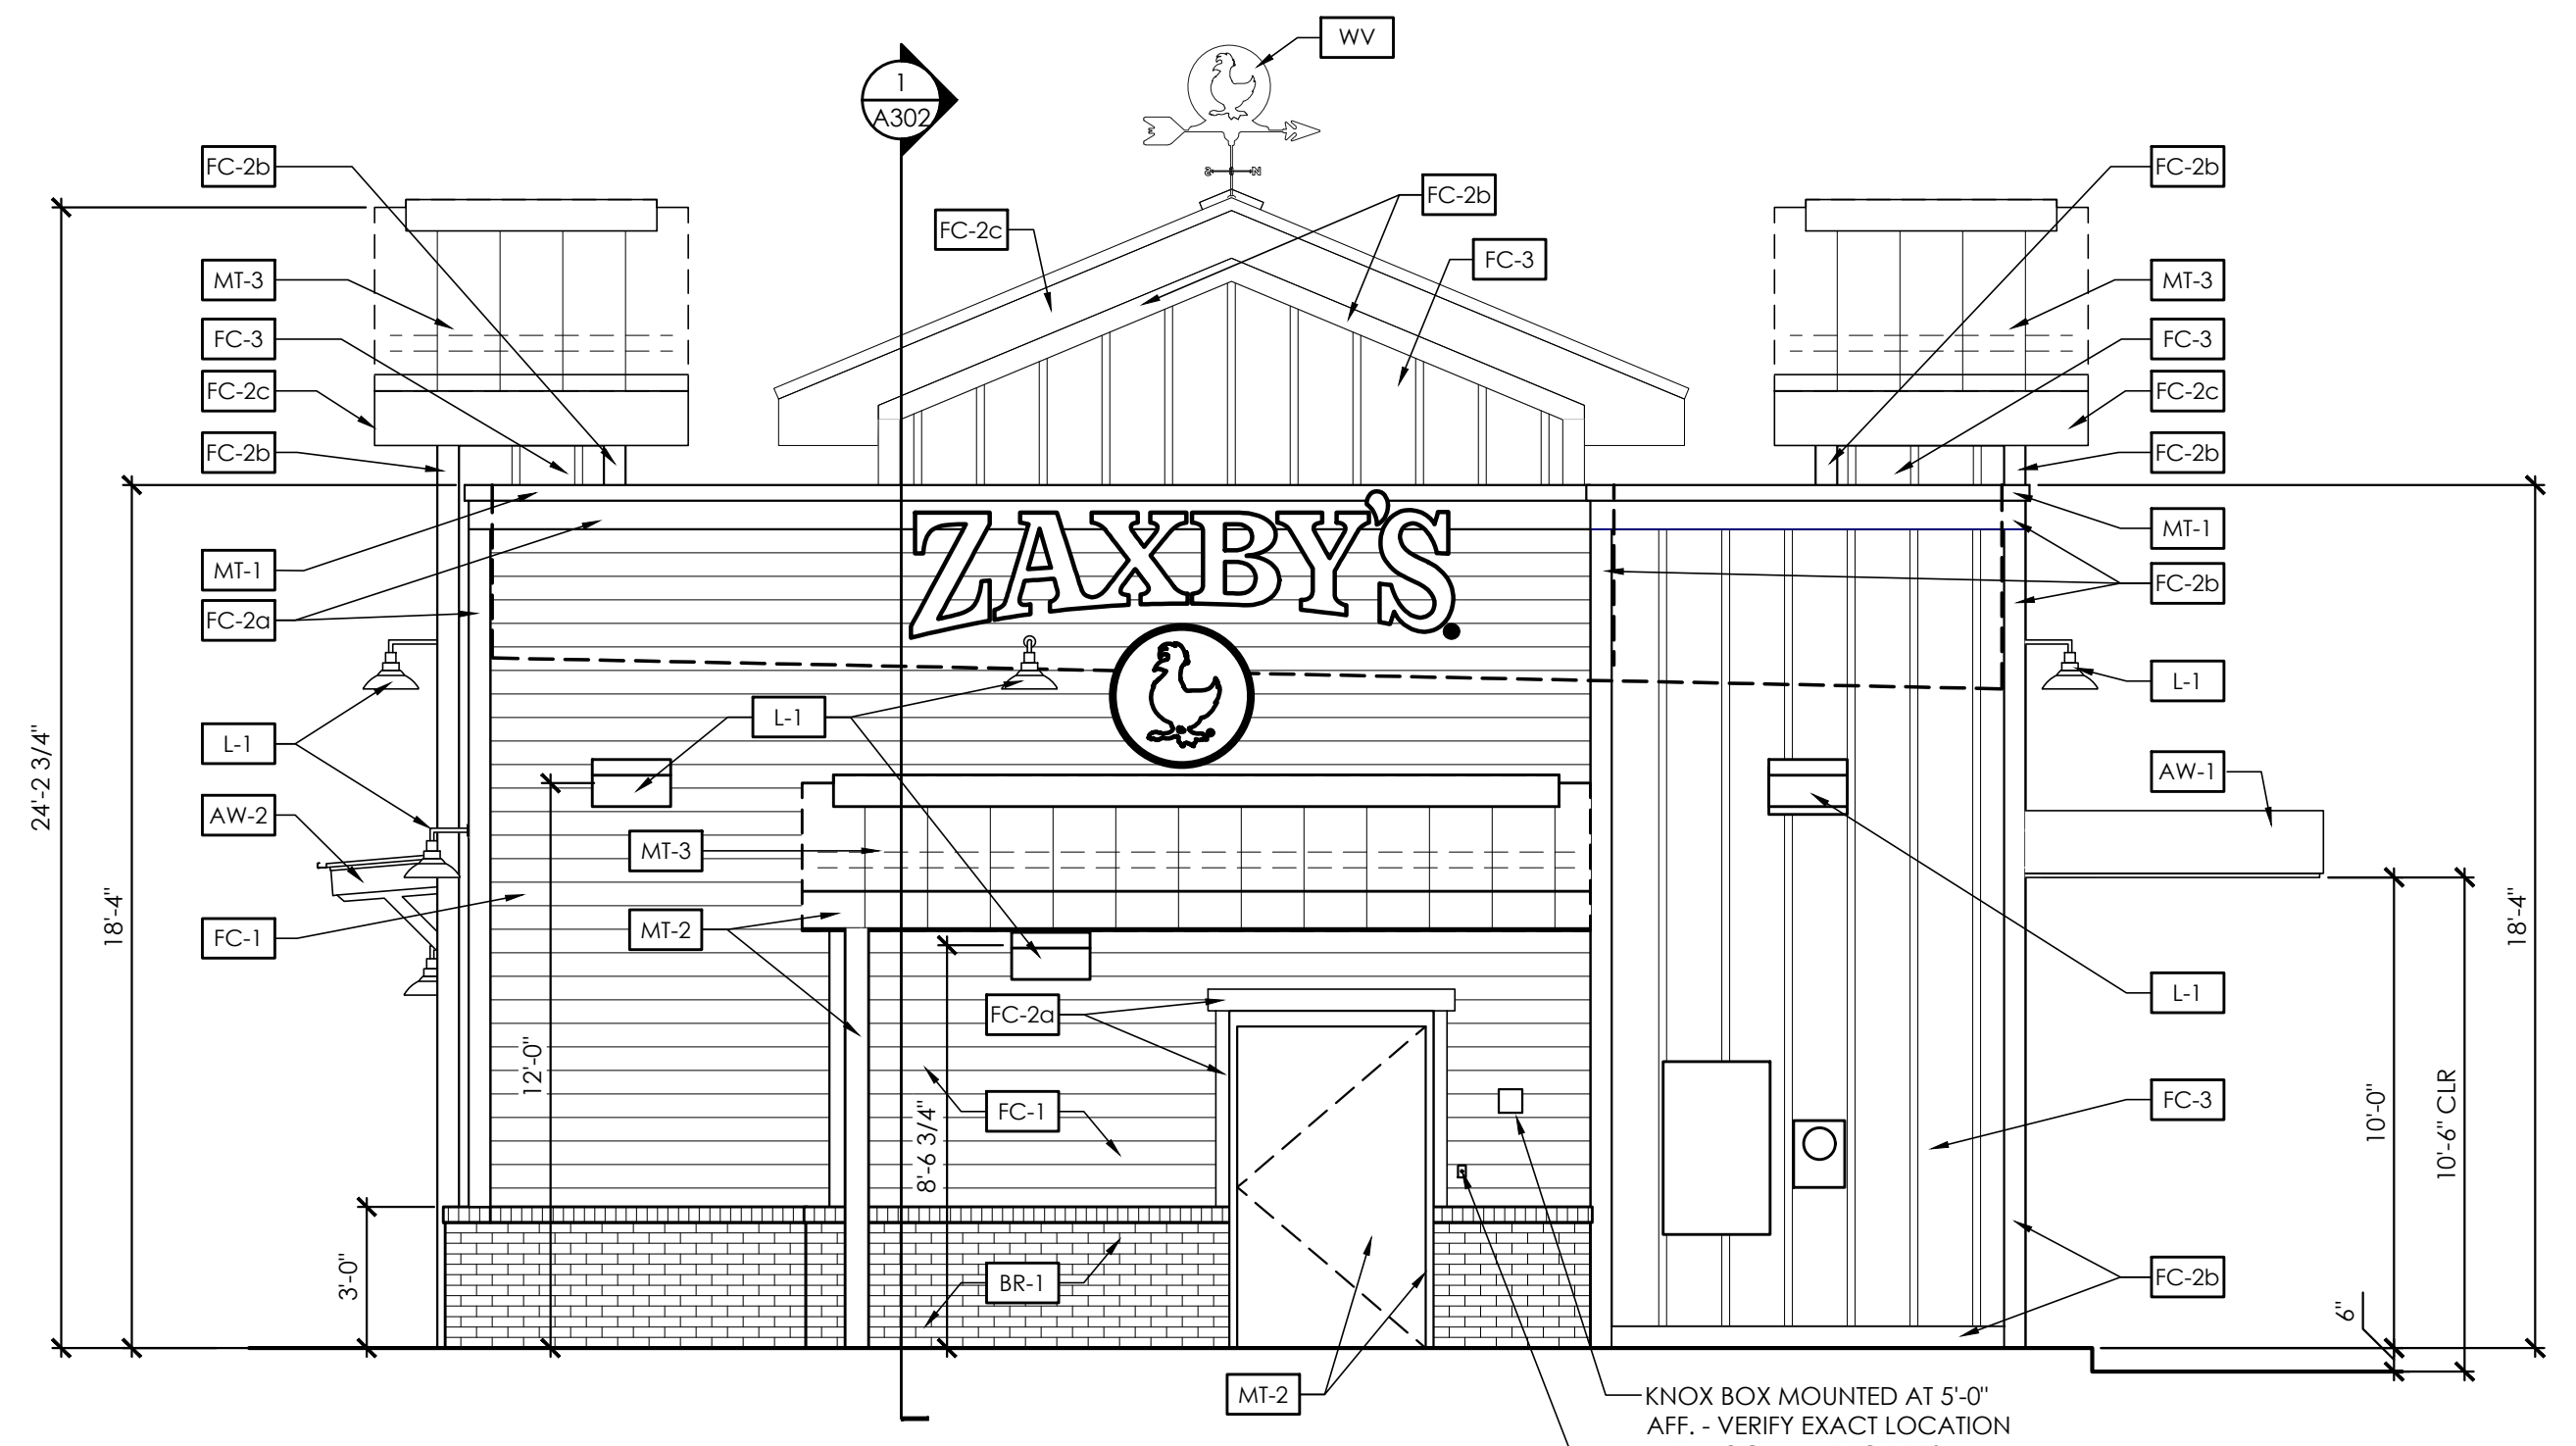 WV
1
A302
FC-2b
FC-2b
FC-2b
FC-2c
FC-3
MT-3
MT-3
FC-3
FC-3
FC-2c
FC-2c
FC-2b
FC-2b
ZAXBY'S
MT-1
MT-1
FC-2a
FC-2b
L-1
L-1
L-1
AW-2
AW-1
MT-3
MT-2
FC-1
L-1
FC-2a
FC-1
FC-3
BR-1
FC-2b
MT-2
24'-2 3/4"
18'-4"
3'-0"
12'-0"
8'-6 3/4"
10'-0"
10'-6" CLR
18'-4"
6"
KNOX BOX MOUNTED AT 5'-0"
AFF. - VERIFY EXACT LOCATION